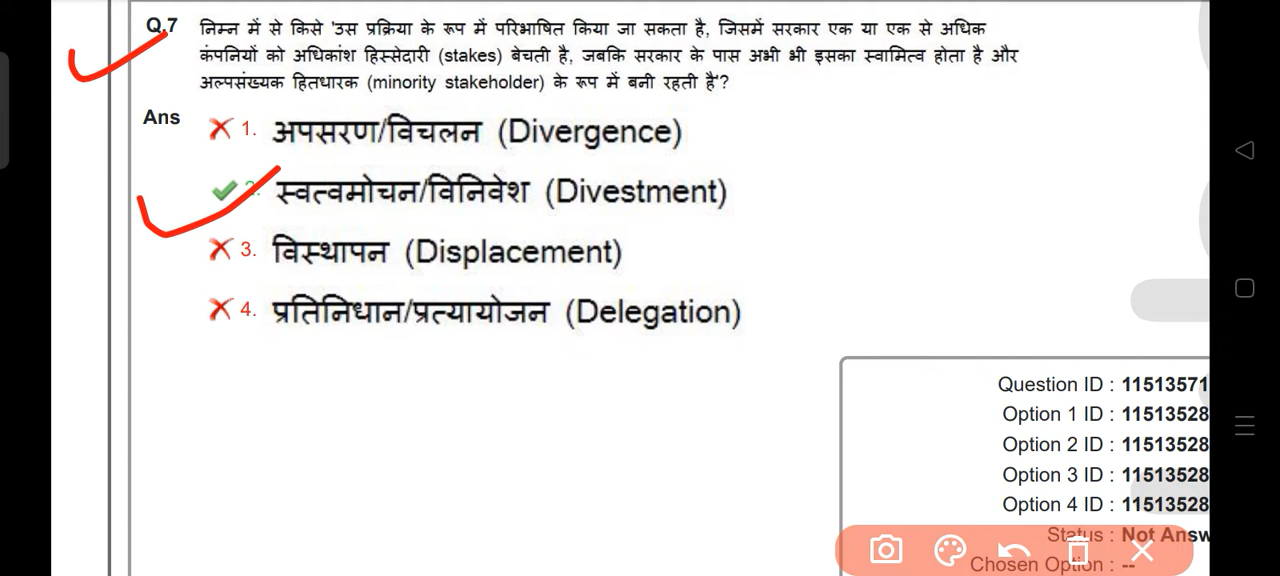 Q.7 निम्न में से किसे 'उस प्रक्रिया के रूप में परिभाषित किया जा सकता है, जिसमें सरकार एक या एक से अधिक
कंपनियों को अधिकांश हिस्सेदारी (stakes) बेचती है, जबकि सरकार के पास अभी भी इसका स्वामित्व होता है और
अल्पसंख्यक हितधारक (minority stakeholder) के रूप में बनी रहती है'?
Ans 1. अपसरण/विचलन (Divergence)
2. स्वत्वमोचन/विनिवेश (Divestment)
3. विस्थापन (Displacement)
4. प्रतिनिधान/प्रत्यायोजन (Delegation)
Question ID : 11513571
Option 1 ID : 11513528
Option 2 ID : 11513528
Option 3 ID : 11513528
Option 4 ID : 11513528
Status : Not Answ
Chosen Option : --